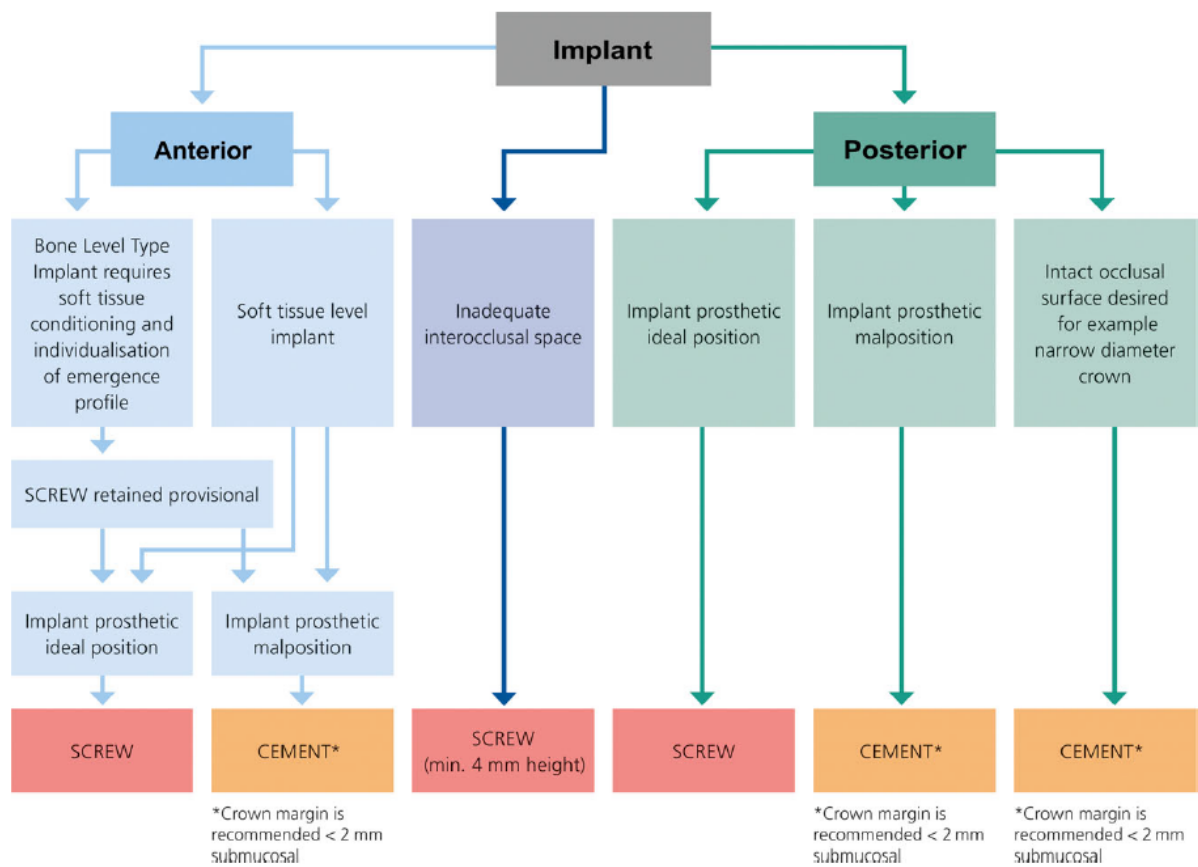 Implant
Anterior
Posterior
Bone Level Type
Implant requires
soft tissue
conditioning and
individualisation
of emergence
profile
Soft tissue level
implant
Inadequate
interocclusal space
Implant prosthetic
ideal position
Implant prosthetic
malposition
Intact occlusal
surface desired
for example
narrow diameter
crown
SCREW retained provisional
Implant prosthetic
ideal position
Implant prosthetic
malposition
SCREW
CEMENT*
SCREW
(min. 4 mm height)
SCREW
CEMENT*
CEMENT*
*Crown margin is
recommended < 2 mm
submucosal
*Crown margin is
recommended < 2 mm
submucosal
*Crown margin is
recommended < 2 mm
submucosal